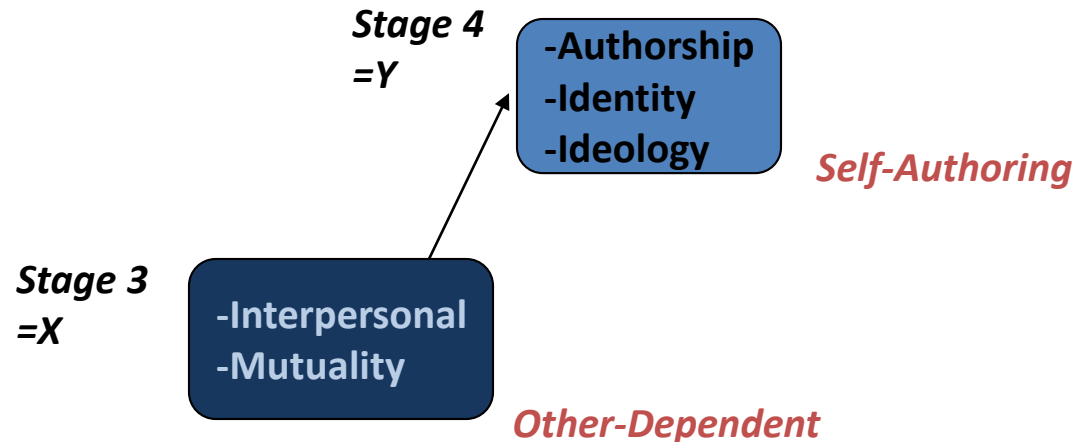 Stage 4
=Y
-Authorship
-Identity
-Ideology
Self-Authoring
Stage 3
=X
-Interpersonal
-Mutuality
Other-Dependent